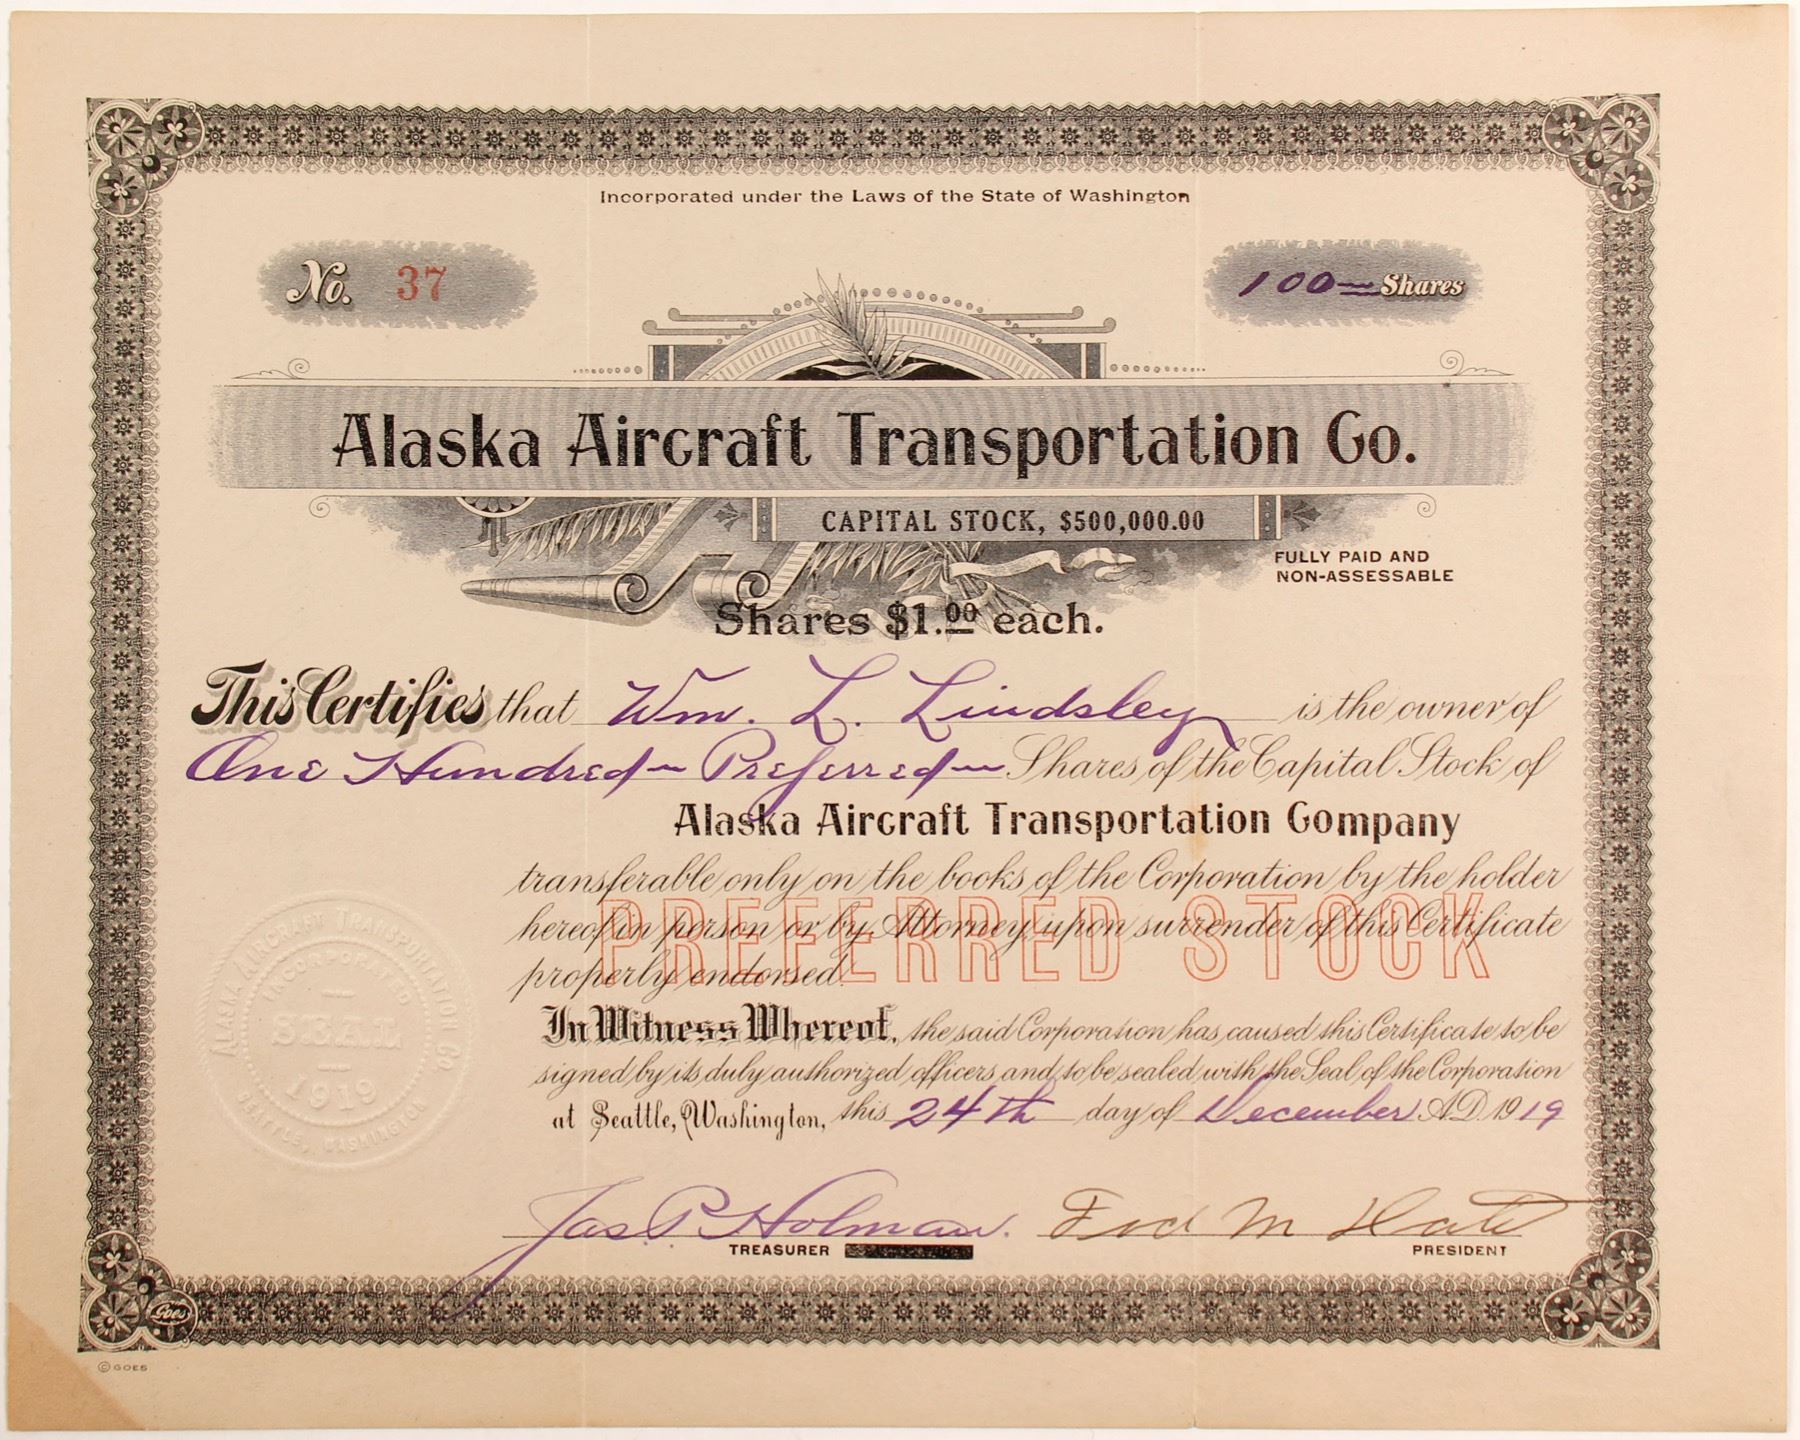 Incorporated under the Laws of the State of Washington
No. 37
100 — Shares
Alaska Aircraft Transportation Co.
CAPITAL STOCK, $500,000.00
FULLY PAID AND
NON-ASSESSABLE
Shares $1.00 each.
This Certifies that Wm. L. Lindsley is the owner of
One Hundred — Preferred — Shares of the Capital Stock of
Alaska Aircraft Transportation Company
transferable only on the books of the Corporation by the holder
hereof in person or by Attorney upon surrender of this Certificate
properly endorsed.
PREFERRED STOCK
In Witness Whereof, the said Corporation has caused this Certificate to be
signed by its duly authorized officers and to be sealed with the Seal of the Corporation
at Seattle, Washington, this 24th day of December A.D. 1919
ALASKA AIRCRAFT TRANSPORTATION CO
INCORPORATED
SEAL
1919
SEATTLE, WASHINGTON
Jas P. Holman.
TREASURER
PRESIDENT
Goes
© GOES